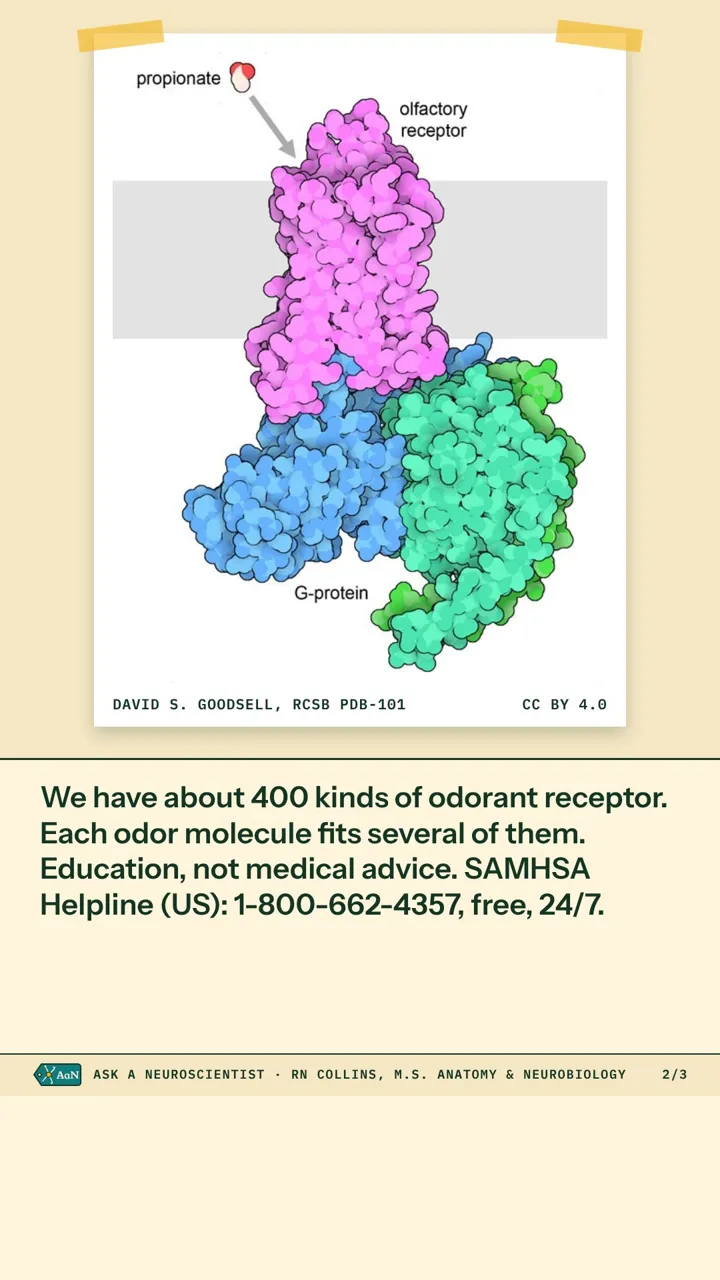 propionate
olfactory
receptor
G-protein
DAVID S. GOODSELL, RCSB PDB-101 CC BY 4.0
We have about 400 kinds of odorant receptor.
Each odor molecule fits several of them.
Education, not medical advice. SAMHSA
Helpline (US): 1-800-662-4357, free, 24/7.
AaN ASK A NEUROSCIENTIST · RN COLLINS, M.S. ANATOMY & NEUROBIOLOGY 2/3